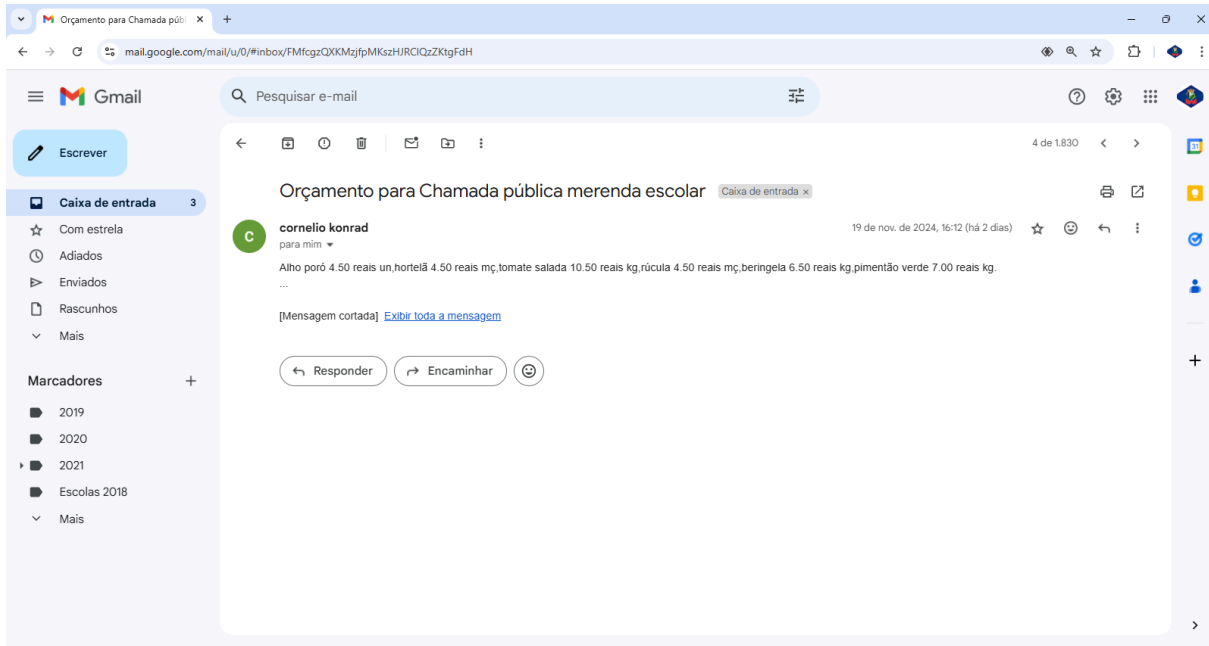 Orçamento para Chamada públ
mail.google.com/mail/u/0/#inbox/FMfcgzQXKMzjfpMKszHJRClQzZKtgFdH
Gmail
Pesquisar e-mail
Escrever
4 de 1.830
31
Caixa de entrada 3
Com estrela
Adiados
Enviados
Rascunhos
Mais
Marcadores
2019
2020
2021
Escolas 2018
Mais
Orçamento para Chamada pública merenda escolar Caixa de entrada x
C
cornelio konrad 19 de nov. de 2024, 16:12 (há 2 dias)
para mim
Alho poró 4.50 reais un,hortelã 4.50 reais mç,tomate salada 10.50 reais kg,rúcula 4.50 reais mç,beringela 6.50 reais kg,pimentão verde 7.00 reais kg.
...
[Mensagem cortada] Exibir toda a mensagem
Responder Encaminhar